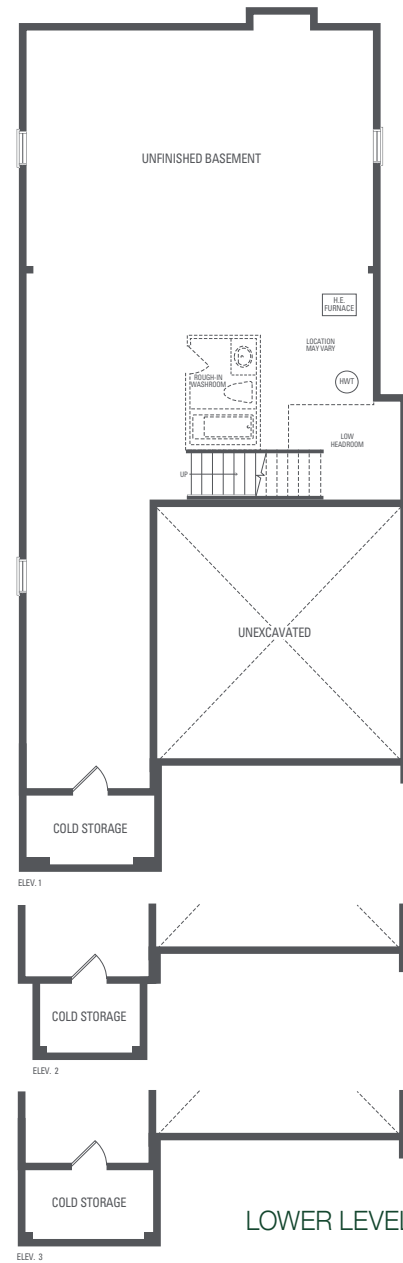 UNFINISHED BASEMENT
H.E.
FURNACE
LOCATION
MAY VARY
ROUGH-IN
WASHROOM
HWT
LOW
HEADROOM
UP
UNEXCAVATED
COLD STORAGE
ELEV. 1
COLD STORAGE
ELEV. 2
COLD STORAGE
LOWER LEVEL
ELEV. 3